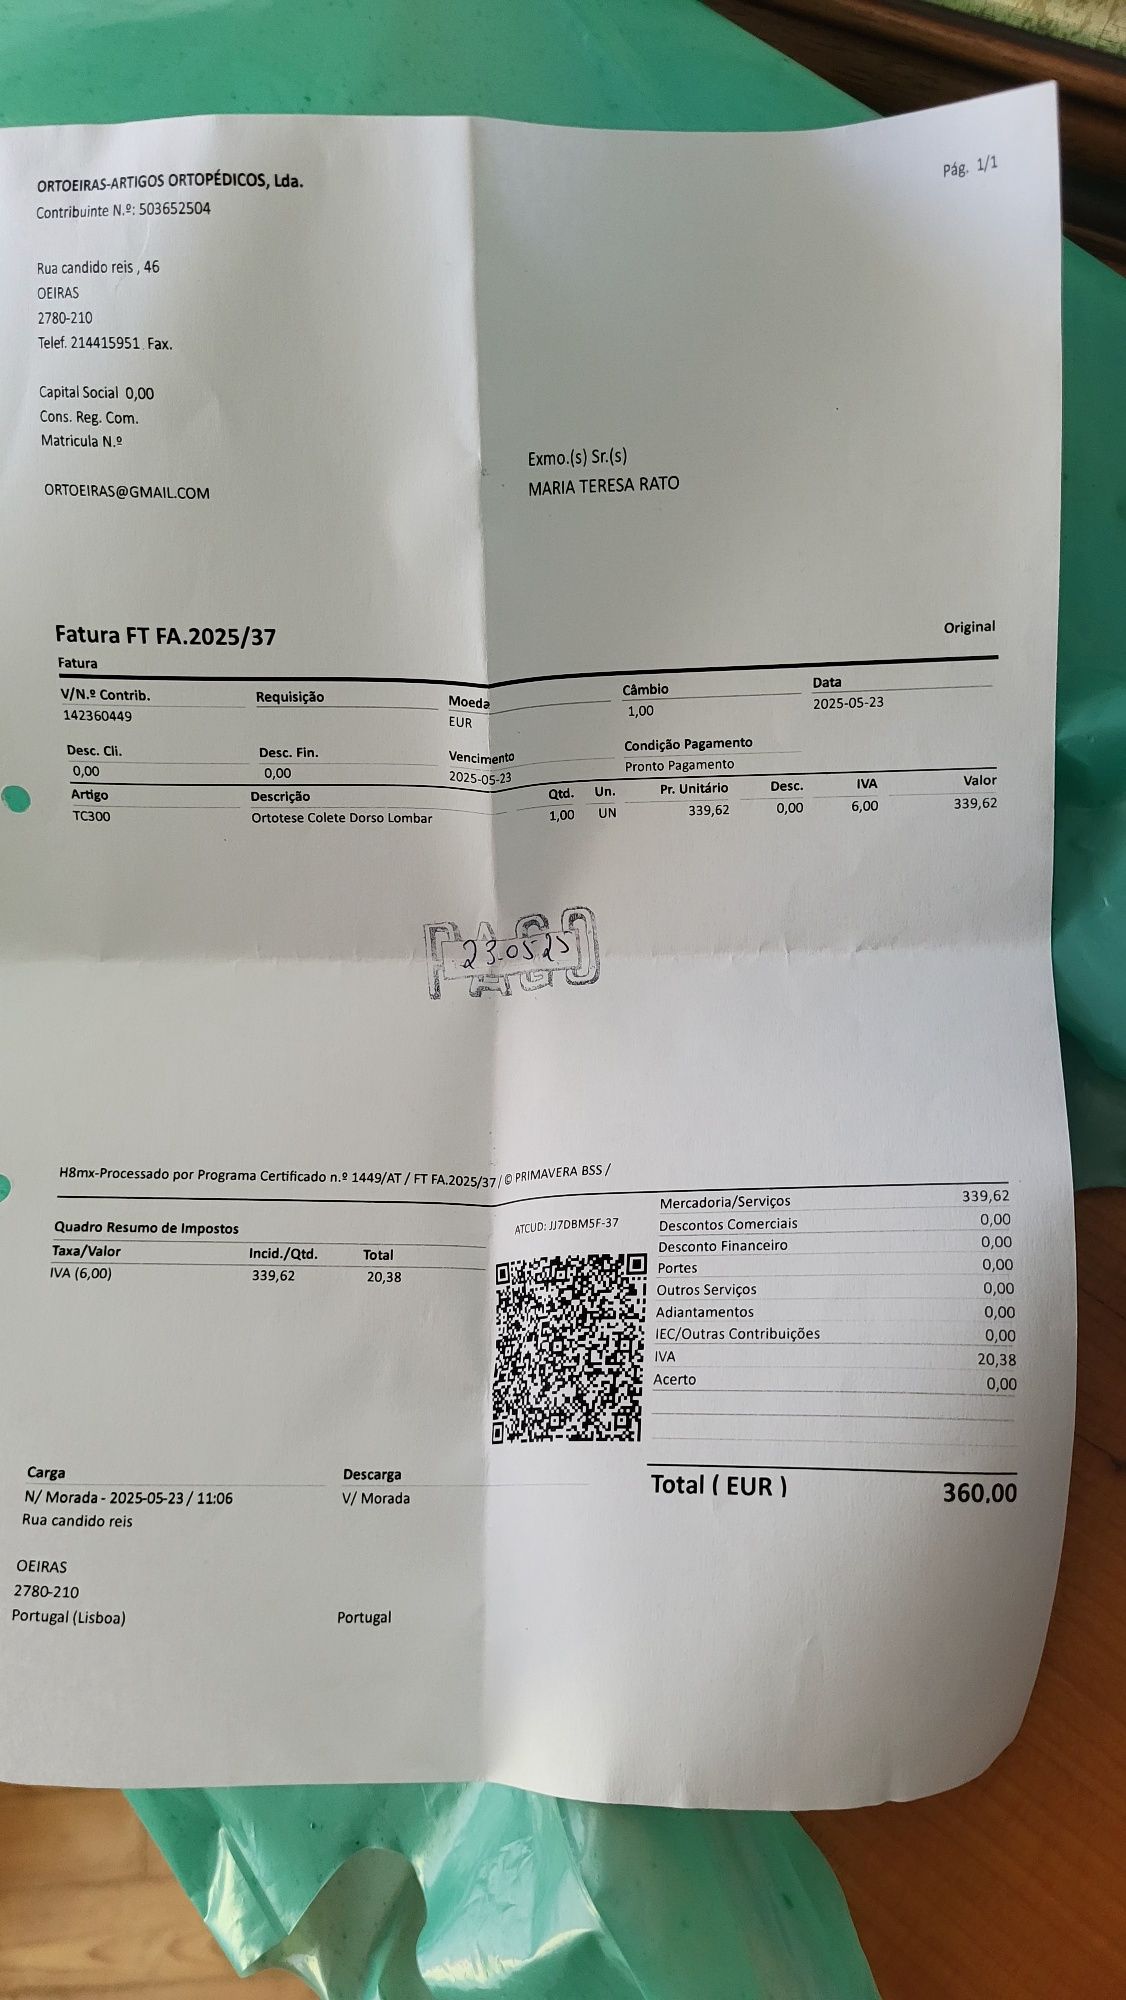 Pág. 1/1
ORTOEIRAS-ARTIGOS ORTOPÉDICOS, Lda.
Contribuinte N.º: 503652504
Rua candido reis , 46
OEIRAS
2780-210
Telef. 214415951 Fax.
Capital Social 0,00
Cons. Reg. Com.
Matricula N.º
ORTOEIRAS@GMAIL.COM
Exmo.(s) Sr.(s)
MARIA TERESA RATO
Fatura FT FA.2025/37
Original
Fatura
V/N.º Contrib. Requisição Moeda Câmbio Data
142360449 EUR 1,00 2025-05-23
Desc. Cli. Desc. Fin. Vencimento Condição Pagamento
0,00 0,00 2025-05-23 Pronto Pagamento
Artigo Descrição Qtd. Un. Pr. Unitário Desc. IVA Valor
TC300 Ortotese Colete Dorso Lombar 1,00 UN 339,62 0,00 6,00 339,62
PAGO
23.05.25
H8mx-Processado por Programa Certificado n.º 1449/AT / FT FA.2025/37 / © PRIMAVERA BSS /
Quadro Resumo de Impostos
Taxa/Valor Incid./Qtd. Total
IVA (6,00) 339,62 20,38
ATCUD: JJ7DBM5F-37
Mercadoria/Serviços 339,62
Descontos Comerciais 0,00
Desconto Financeiro 0,00
Portes 0,00
Outros Serviços 0,00
Adiantamentos 0,00
IEC/Outras Contribuições 0,00
IVA 20,38
Acerto 0,00
Total ( EUR ) 360,00
Carga Descarga
N/ Morada - 2025-05-23 / 11:06 V/ Morada
Rua candido reis
OEIRAS
2780-210
Portugal (Lisboa) Portugal